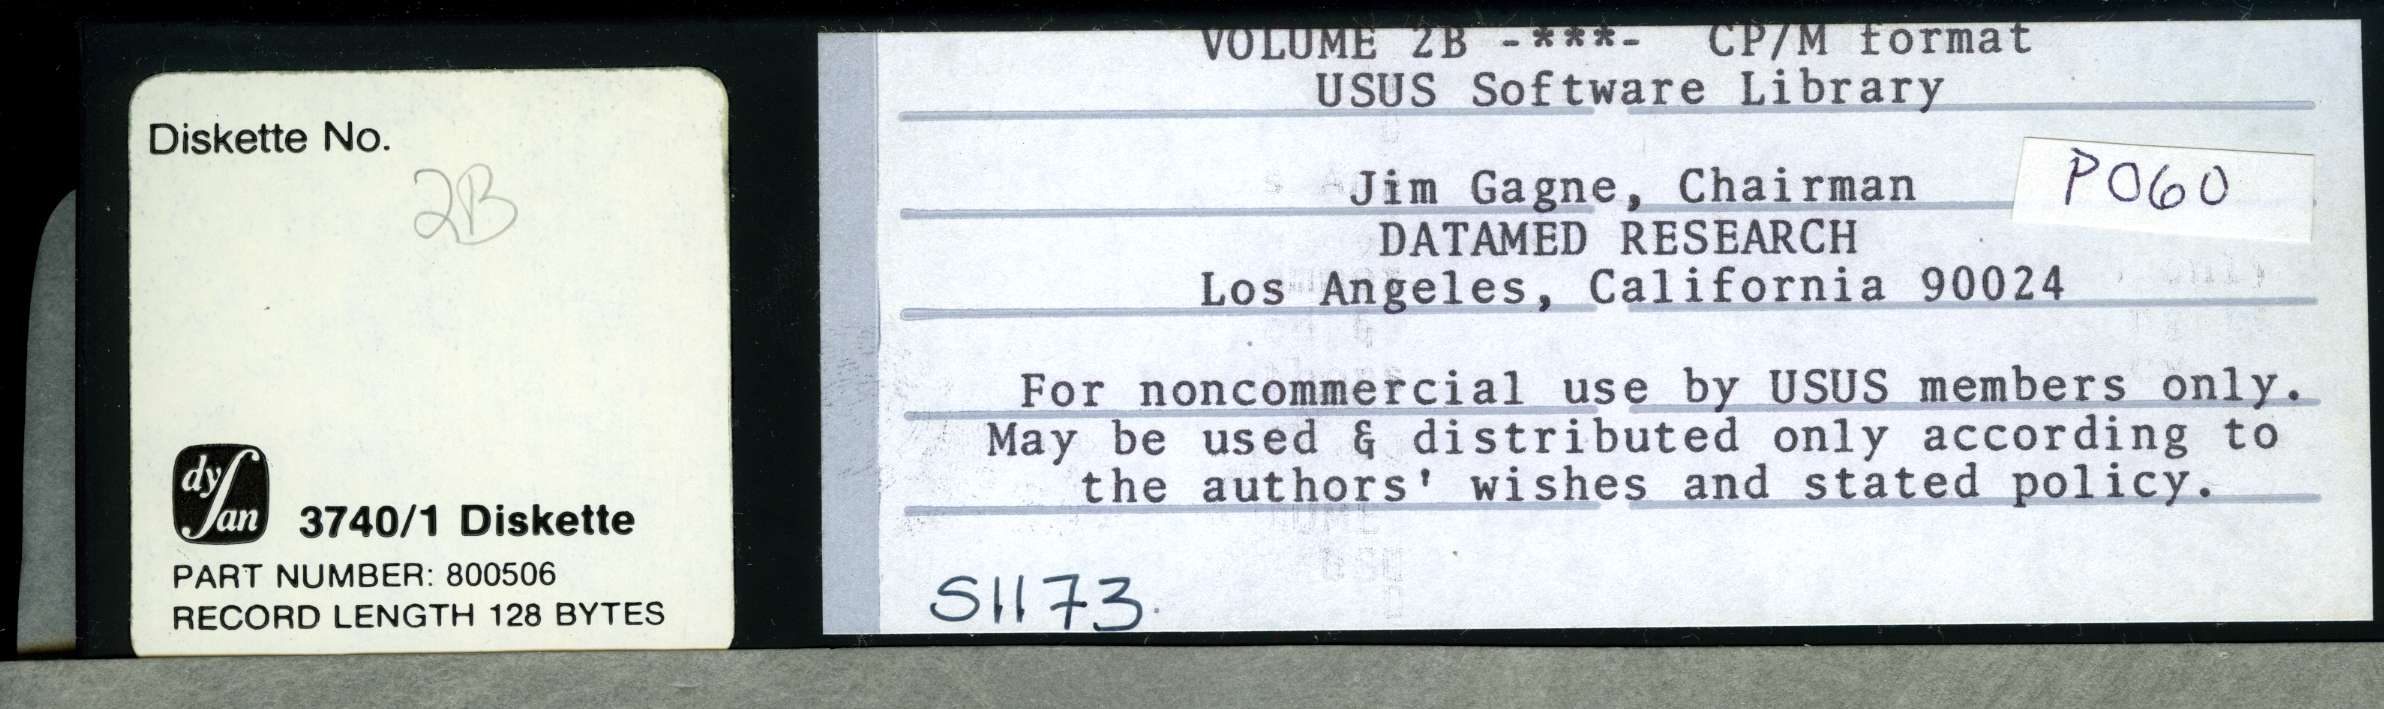 Diskette No.
2B
dysan
3740/1 Diskette
PART NUMBER: 800506
RECORD LENGTH 128 BYTES
VOLUME 2B -***- CP/M format
USUS Software Library
Jim Gagne, Chairman
P060
DATAMED RESEARCH
Los Angeles, California 90024
For noncommercial use by USUS members only.
May be used & distributed only according to
the authors' wishes and stated policy.
S1173.